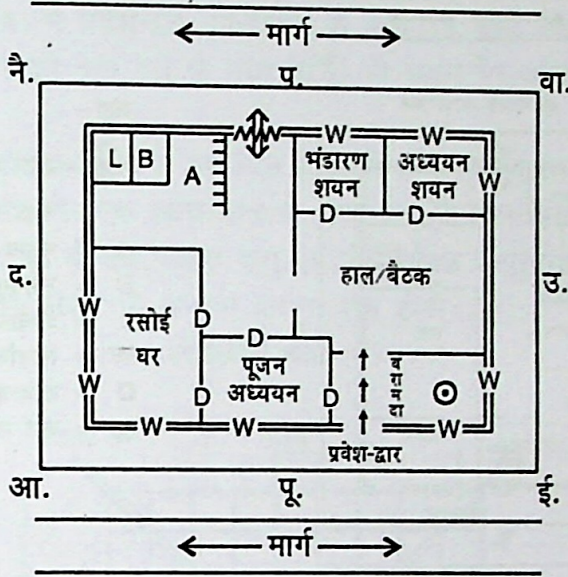 मार्ग
नै. प. वा.
W W
L B A भंडारण अध्ययन
शयन शयन W
D D
द. हाल/बैठक उ.
W रसोई D
घर
D
W पूजन
अध्ययन
D D बरामदा W
W W W
प्रवेश-द्वार
आ. पू. ई.
मार्ग